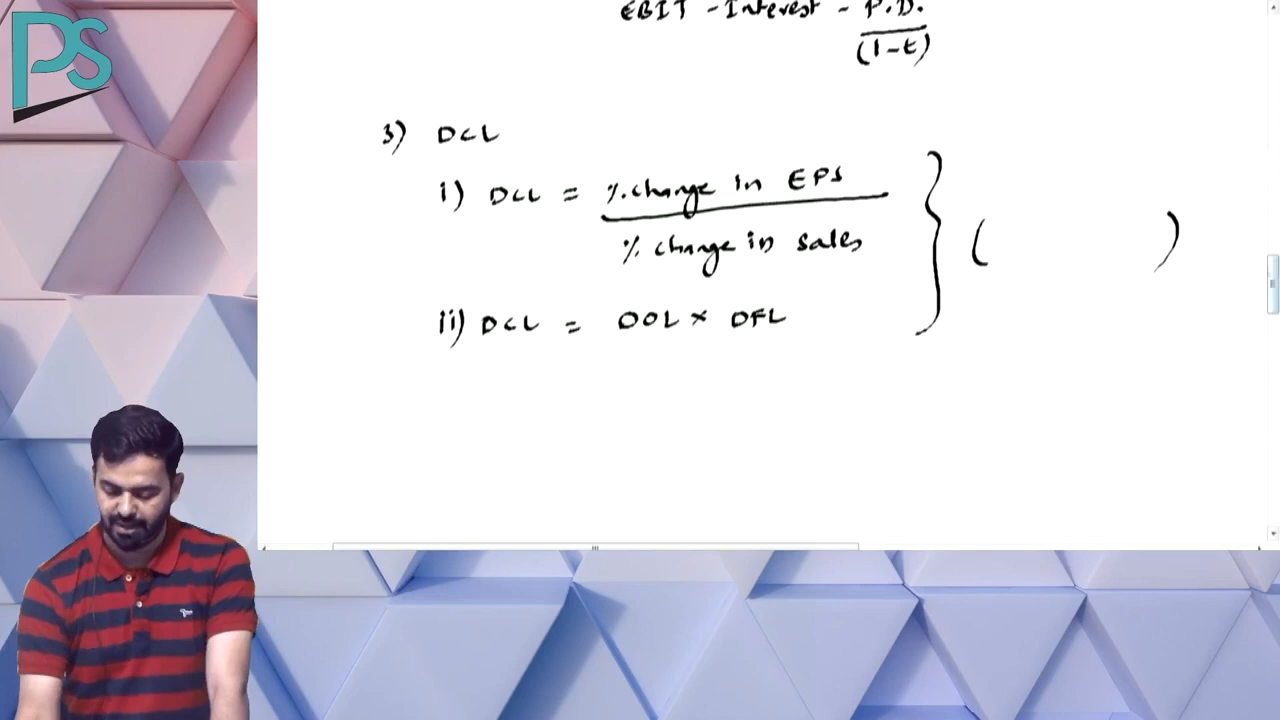 PS
EBIT - Interest - P.D.
(1-t)
3) DCL
i) DCL = %change in EPS
% change in sales
} ( )
ii) DCL = DOL × DFL